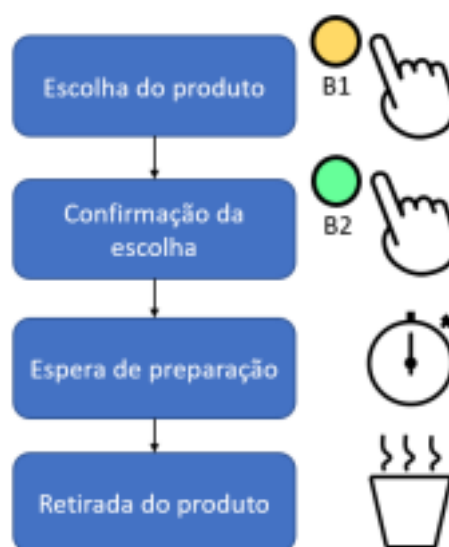 Escolha do produto
B1
Confirmação da
escolha
B2
Espera de preparação
Retirada do produto